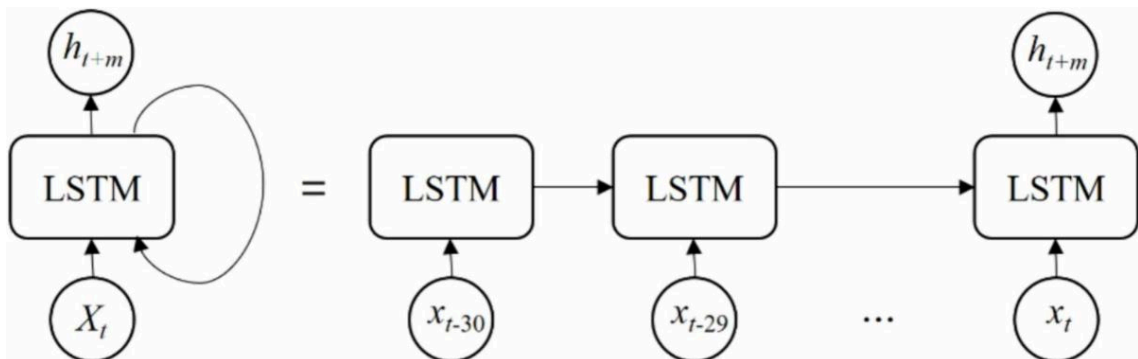 h_{t+m} h_{t+m}
LSTM = LSTM LSTM LSTM
X_t x_{t-30} x_{t-29} ... x_t